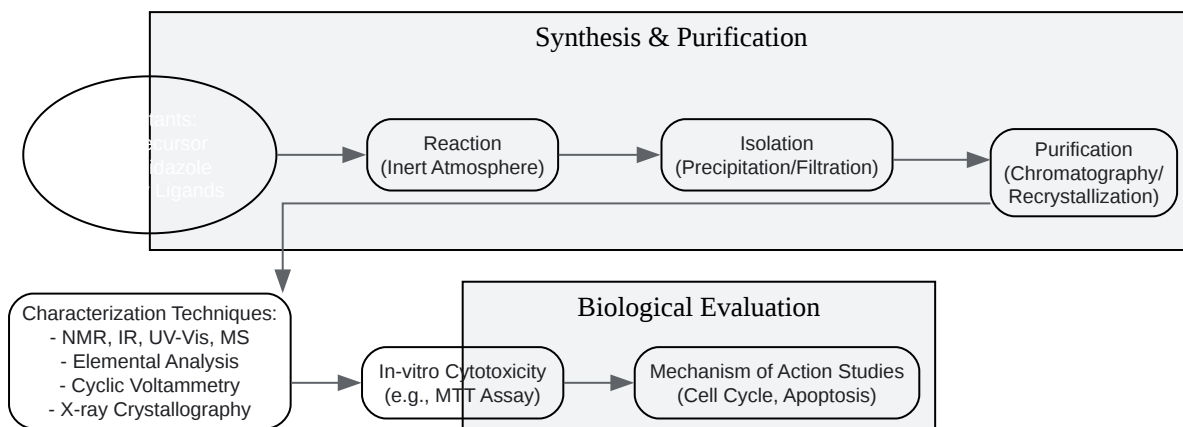 Synthesis & Purification
Ligands
Reaction
(Inert Atmosphere)
Isolation
(Precipitation/Filtration)
Purification
(Chromatography/
Recrystallization)
Characterization Techniques:
- NMR, IR, UV-Vis, MS
- Elemental Analysis
- Cyclic Voltammetry
- X-ray Crystallography
Biological Evaluation
In-vitro Cytotoxicity
(e.g., MTT Assay)
Mechanism of Action Studies
(Cell Cycle, Apoptosis)